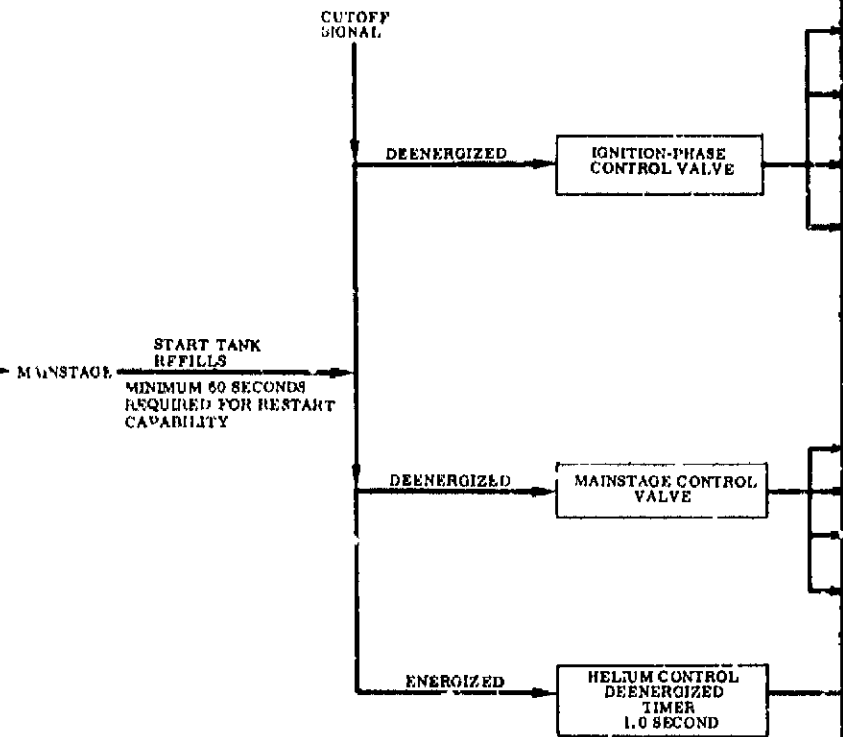 CUTOFF
SIGNAL
DEENERGIZED
IGNITION-PHASE
CONTROL VALVE
START TANK
REFILLS
MAINSTAGE
MINIMUM 60 SECONDS
REQUIRED FOR RESTART
CAPABILITY
DEENERGIZED
MAINSTAGE CONTROL
VALVE
ENERGIZED
HELIUM CONTROL
DEENERGIZED
TIMER
1.0 SECOND